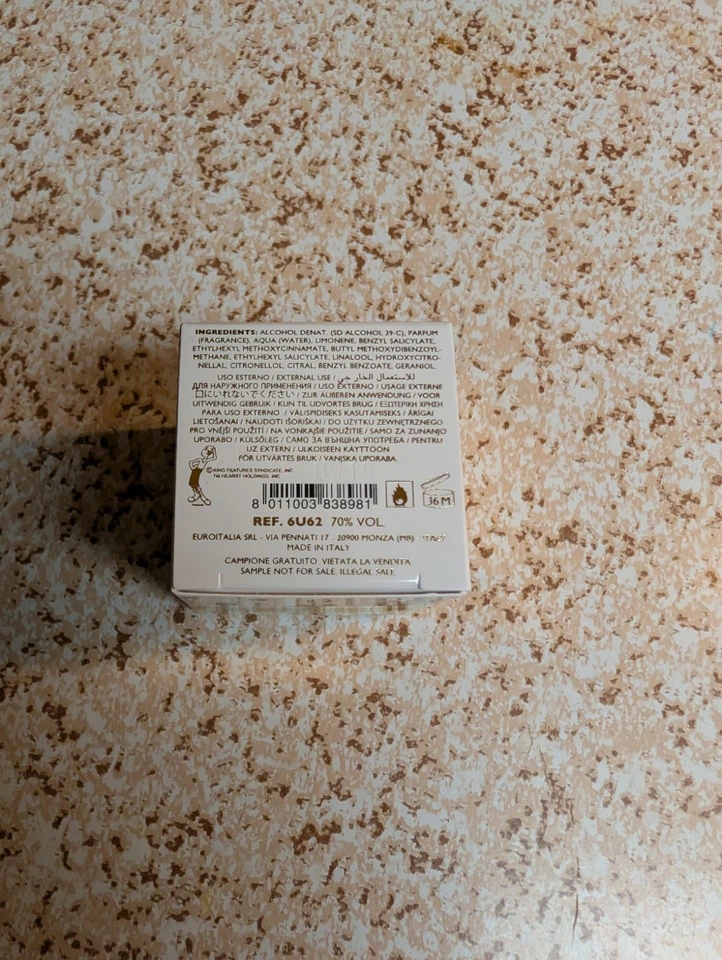 INGREDIENTS: ALCOHOL DENAT. (SD ALCOHOL 39-C), PARFUM
(FRAGRANCE), AQUA (WATER), LIMONENE, BENZYL SALICYLATE,
ETHYLHEXYL METHOXYCINNAMATE, BUTYL METHOXYDIBENZOYL-
METHANE, ETHYLHEXYL SALICYLATE, LINALOOL, HYDROXYCITRO-
NELLAL, CITRONELLOL, CITRAL, BENZYL BENZOATE, GERANIOL.
USO ESTERNO / EXTERNAL USE / للاستعمال الخارجي /
ДЛЯ НАРУЖНОГО ПРИМЕНЕНИЯ / USO EXTERNO / USAGE EXTERNE
口にいれないでください / ZUR ÄUßEREN ANWENDUNG / VOOR
UITWENDIG GEBRUIK / KUN TIL UDVORTES BRUG / ΕΞΩΤΕΡΙΚΗ ΧΡΗΣΗ
PARA USO EXTERNO / VÄLISPIDISEKS KASUTAMISEKS / ĀRĪGAI
LIETOŠANAI / NAUDOTI IŠORIŠKAI / DO UŻYTKU ZEWNĘTRZNEGO
PRO VNĚJŠÍ POUŽITÍ / NA VONKAJŠIE POUŽITIE / SAMO ZA ZUNANJO
UPORABO / KÜLSŐLEG / САМО ЗА ВЪНШНА УПОТРЕБА / PENTRU
UZ EXTERN / ULKOISEEN KÄYTTÖÖN
FÖR UTVÄRTES BRUK / VANJSKA UPORABA.
©KING FEATURES SYNDICATE, INC.
TM HEARST HOLDINGS, INC.
8 011003 838981
36 M
REF. 6U62 70% VOL.
EUROITALIA SRL - VIA PENNATI 17 - 20900 MONZA (MB) - ITALY
MADE IN ITALY
CAMPIONE GRATUITO. VIETATA LA VENDITA
SAMPLE NOT FOR SALE. ILLEGAL SALE